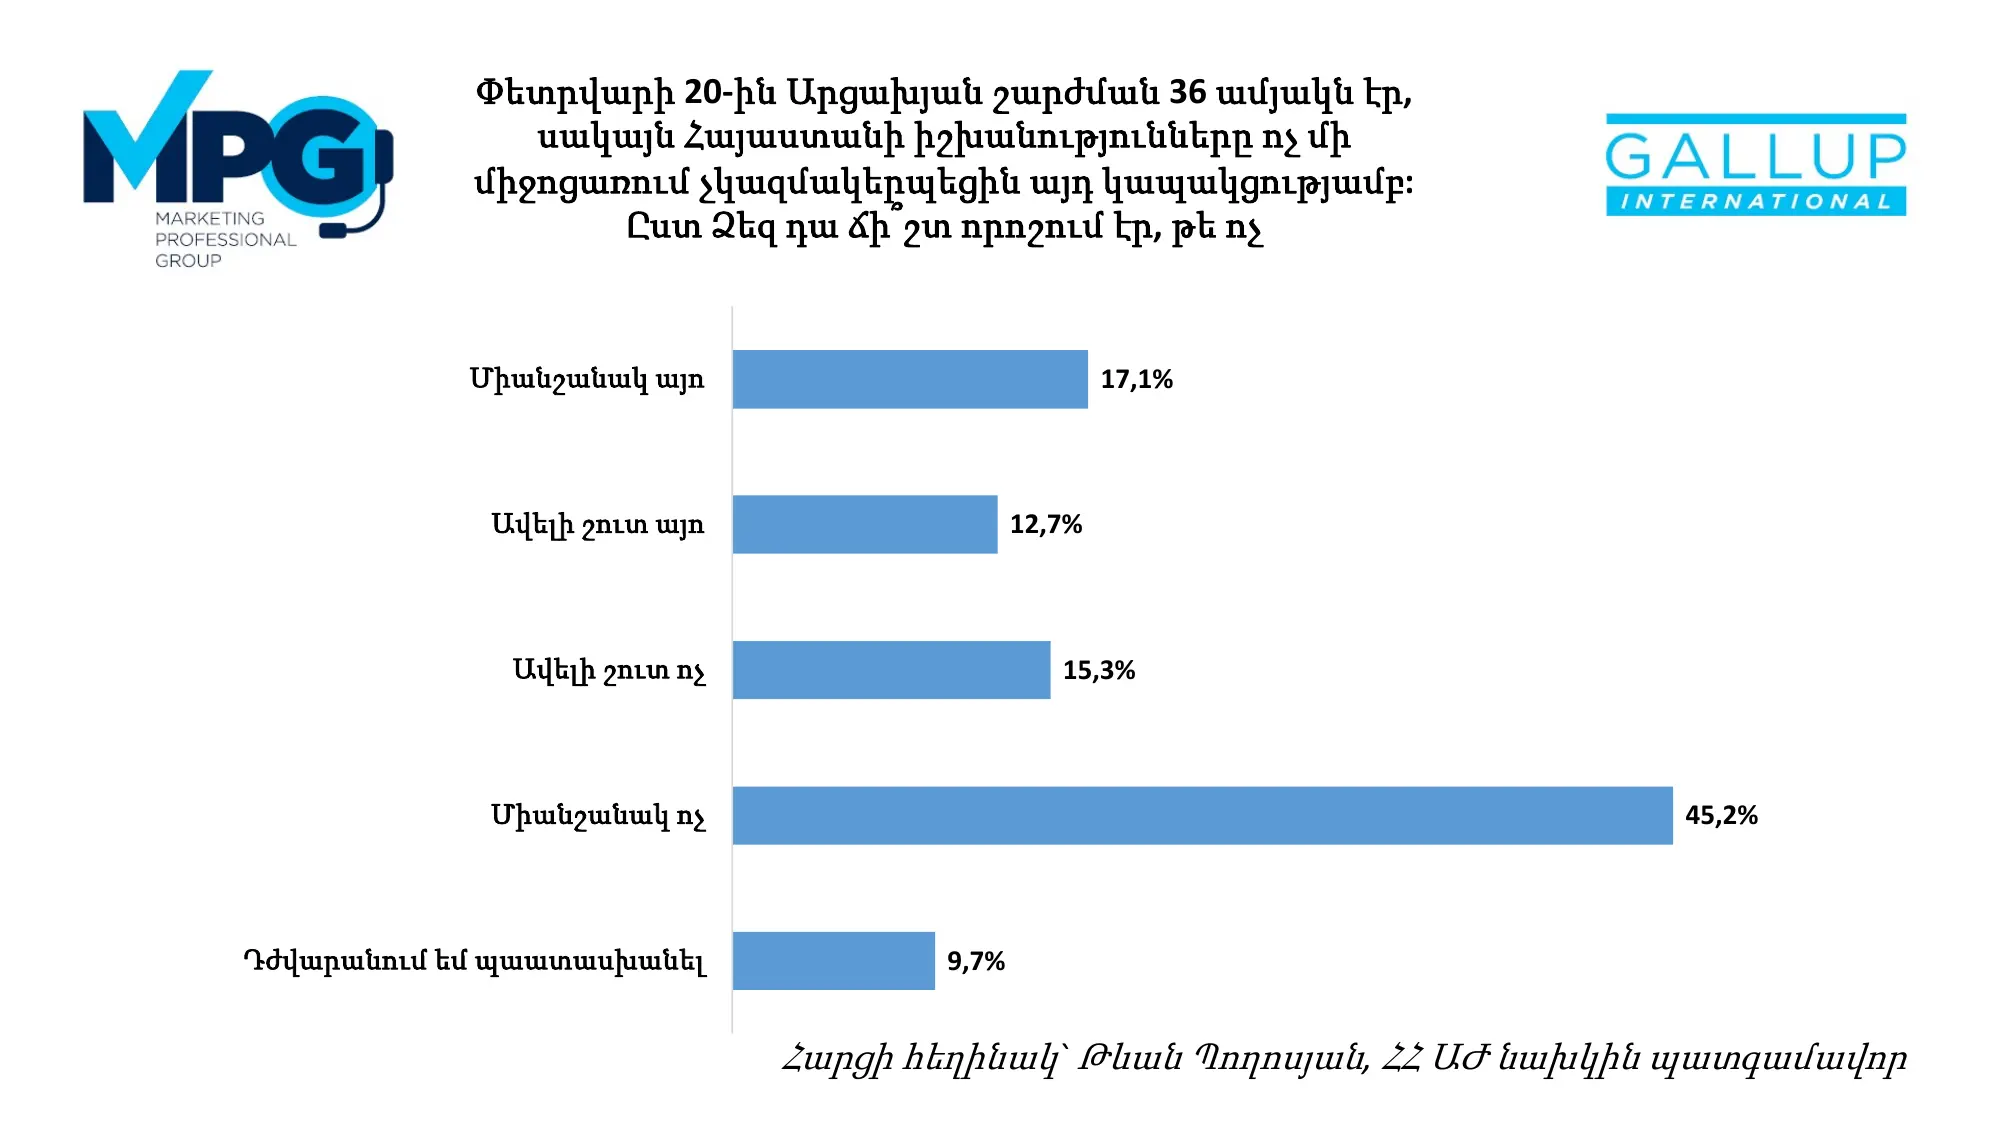 MPG
MARKETING
PROFESSIONAL
GROUP
Փետրվարի 20-ին Արցախյան շարժման 36 ամյակն էր,
սակայն Հայաստանի իշխանությունները ոչ մի
միջոցառում չկազմակերպեցին այդ կապակցությամբ:
Ըստ Ձեզ դա ճի՞շտ որոշում էր, թե ոչ
GALLUP
INTERNATIONAL
Միանշանակ այո
17,1%
Ավելի շուտ այո
12,7%
Ավելի շուտ ոչ
15,3%
Միանշանակ ոչ
45,2%
Դժվարանում եմ պաատասխանել
9,7%
Հարցի հեղինակ` Թևան Պողոսյան, ՀՀ ԱԺ նախկին պատգամավոր